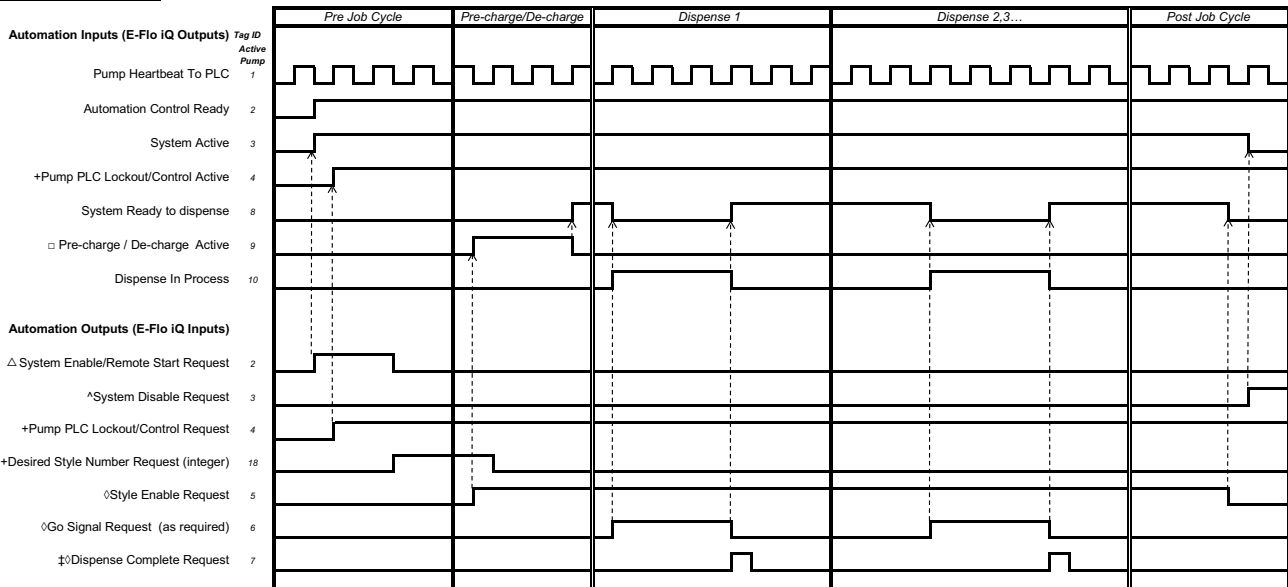 Pre Job Cycle Pre-charge/De-charge Dispense 1 Dispense 2,3… Post Job Cycle
Automation Inputs (E-Flo iQ Outputs) Tag ID
Active
Pump
Pump Heartbeat To PLC 1
Automation Control Ready 2
System Active 3
+Pump PLC Lockout/Control Active 4
System Ready to dispense 8
□ Pre-charge / De-charge Active 9
Dispense In Process 10
Automation Outputs (E-Flo iQ Inputs)
△ System Enable/Remote Start Request 2
^System Disable Request 3
+Pump PLC Lockout/Control Request 4
+Desired Style Number Request (integer) 18
◊Style Enable Request 5
◊Go Signal Request (as required) 6
‡◊Dispense Complete Request 7